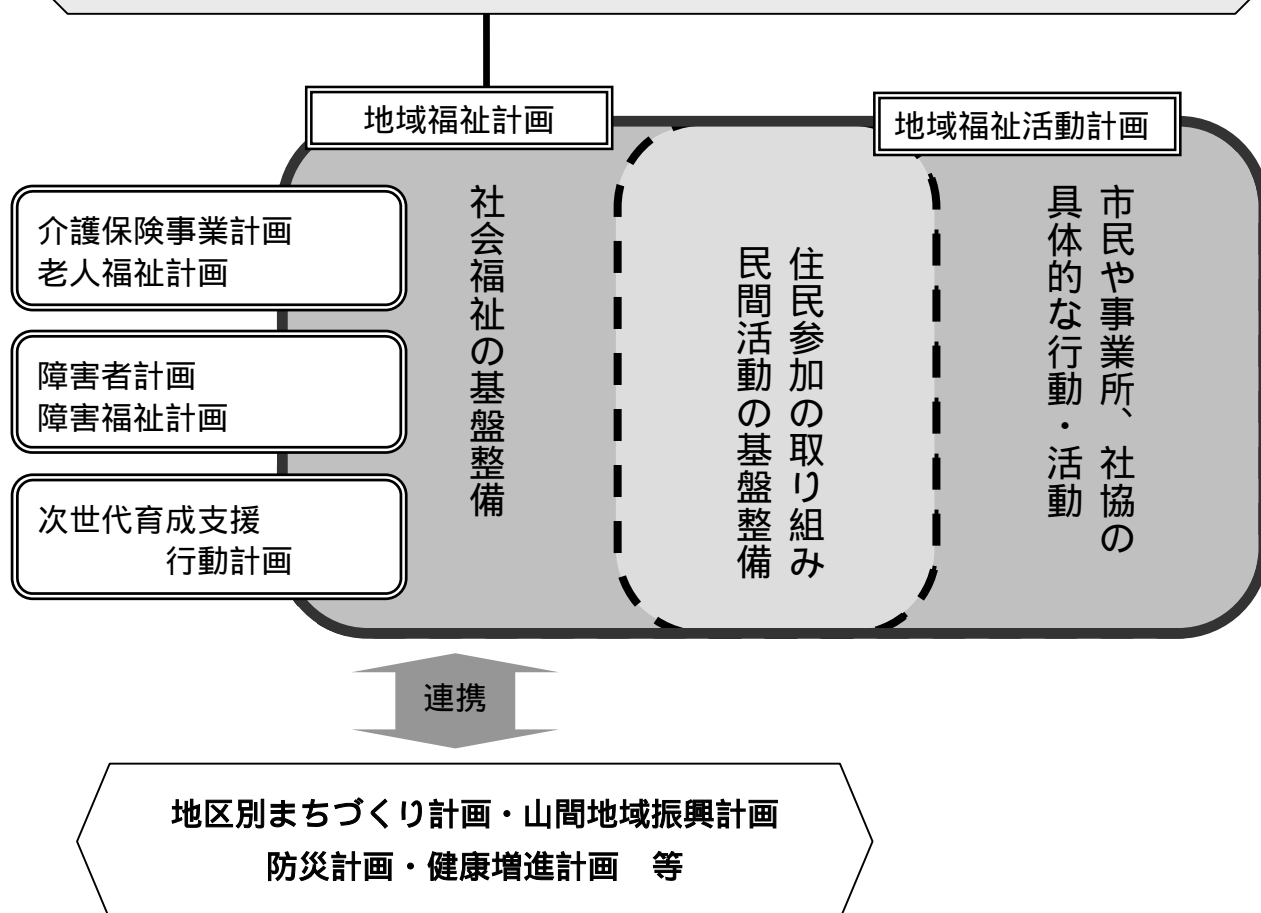 地域福祉計画
地域福祉活動計画
介護保険事業計画
老人福祉計画
障害者計画
障害福祉計画
次世代育成支援
行動計画
社会福祉の基盤整備
住民参加の取り組み
民間活動の基盤整備
市民や事業所、社協の
具体的な行動・活動
連携
地区別まちづくり計画・山間地域振興計画
防災計画・健康増進計画　等